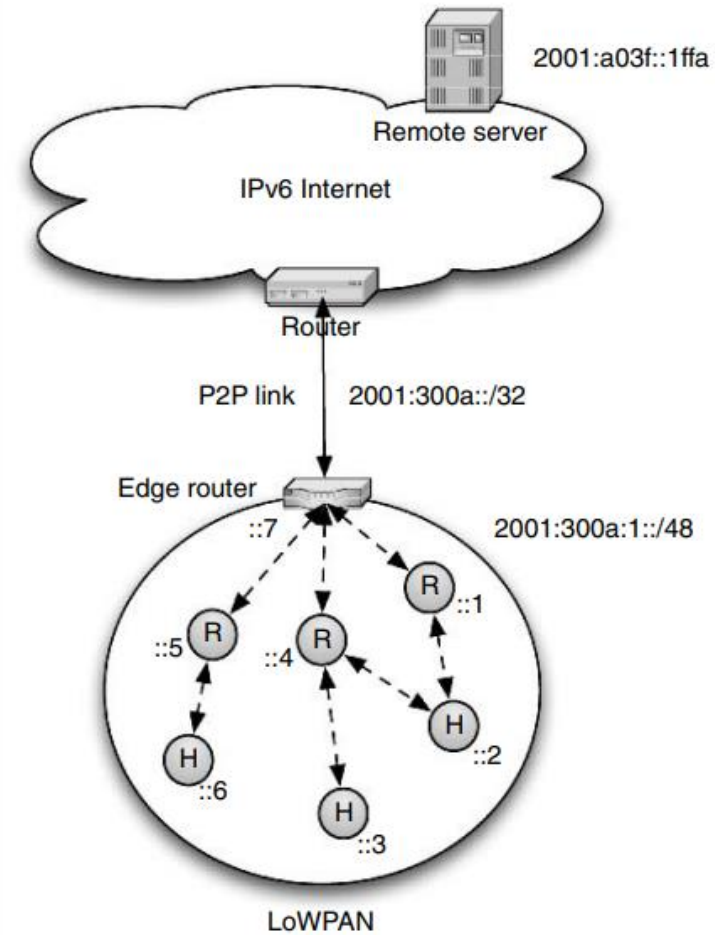 2001:a03f::1ffa
Remote server
IPv6 Internet
Router
P2P link
2001:300a::/32
Edge router
::7
2001:300a:1::/48
R
::1
R
::5
R
::4
H
::2
H
::6
H
::3
LoWPAN